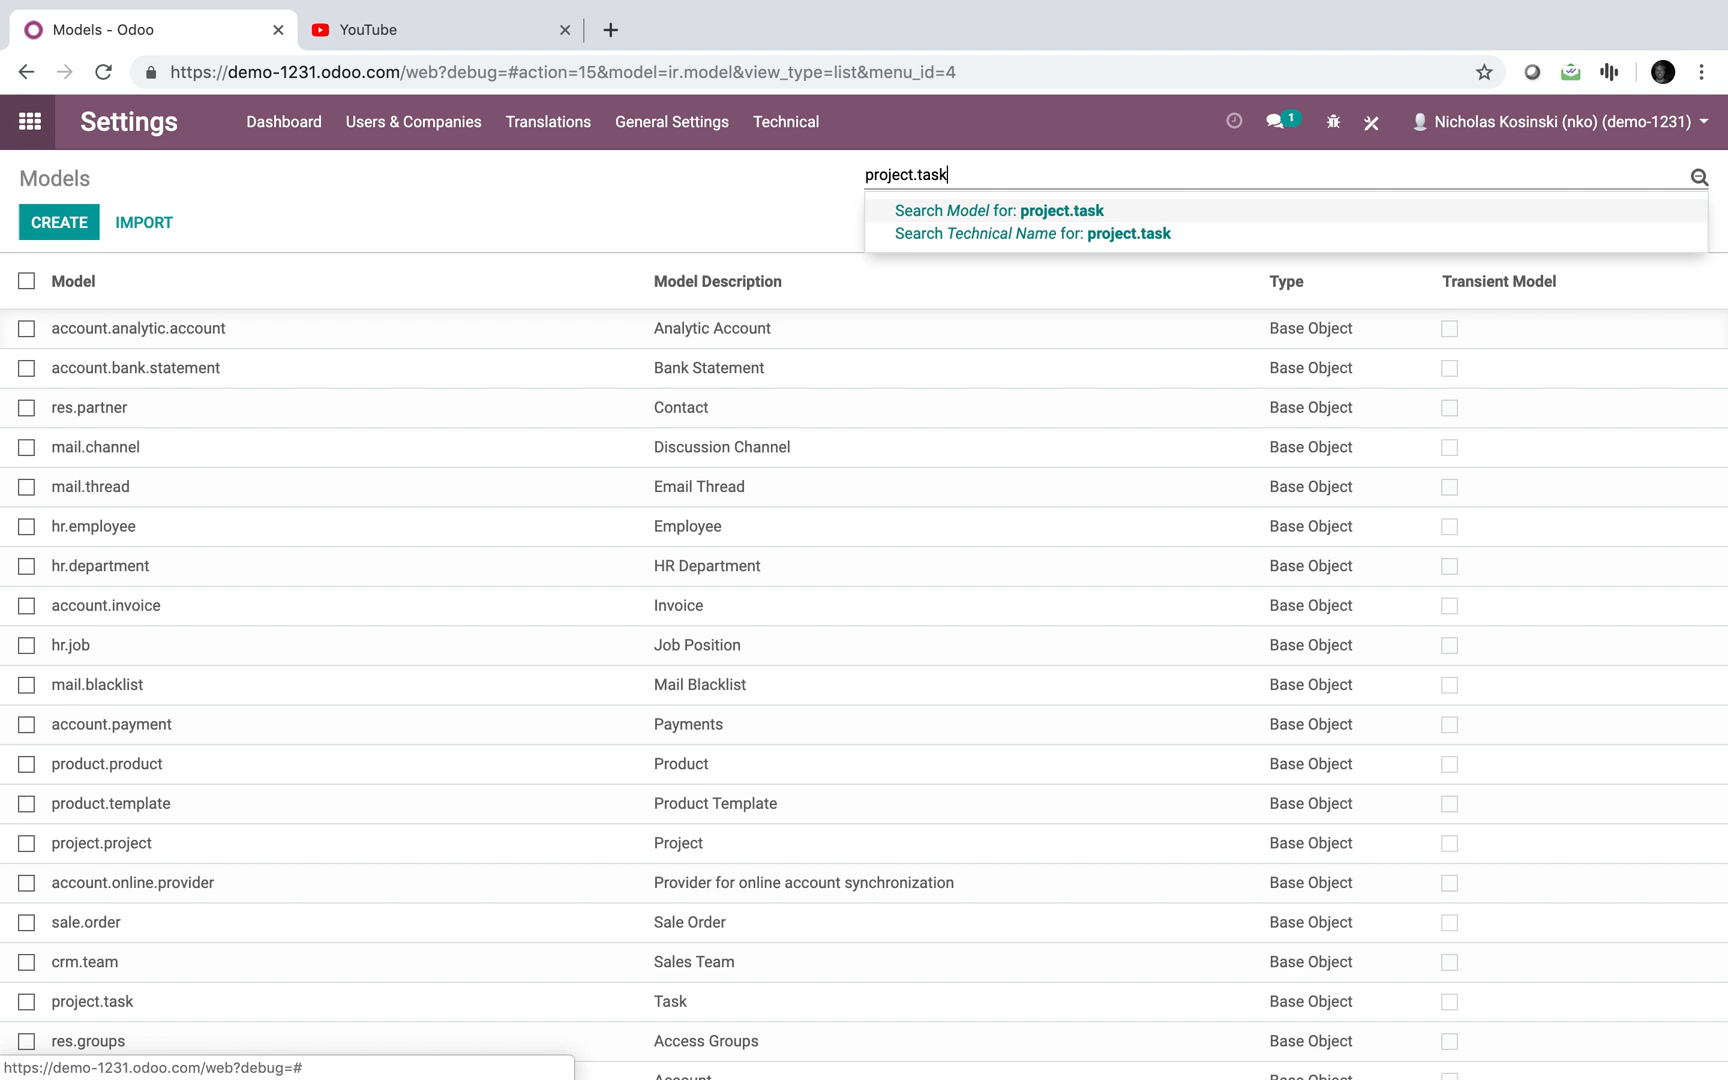 Models - Odoo
YouTube
https://demo-1231.odoo.com/web?debug=#action=15&model=ir.model&view_type=list&menu_id=4
Settings Dashboard Users & Companies Translations General Settings Technical 1 Nicholas Kosinski (nko) (demo-1231)
Models
project.task
CREATE IMPORT
Search Model for: project.task
Search Technical Name for: project.task
Model Model Description Type Transient Model
account.analytic.account Analytic Account Base Object
account.bank.statement Bank Statement Base Object
res.partner Contact Base Object
mail.channel Discussion Channel Base Object
mail.thread Email Thread Base Object
hr.employee Employee Base Object
hr.department HR Department Base Object
account.invoice Invoice Base Object
hr.job Job Position Base Object
mail.blacklist Mail Blacklist Base Object
account.payment Payments Base Object
product.product Product Base Object
product.template Product Template Base Object
project.project Project Base Object
account.online.provider Provider for online account synchronization Base Object
sale.order Sale Order Base Object
crm.team Sales Team Base Object
project.task Task Base Object
res.groups Access Groups Base Object
https://demo-1231.odoo.com/web?debug=#
Account Base Object